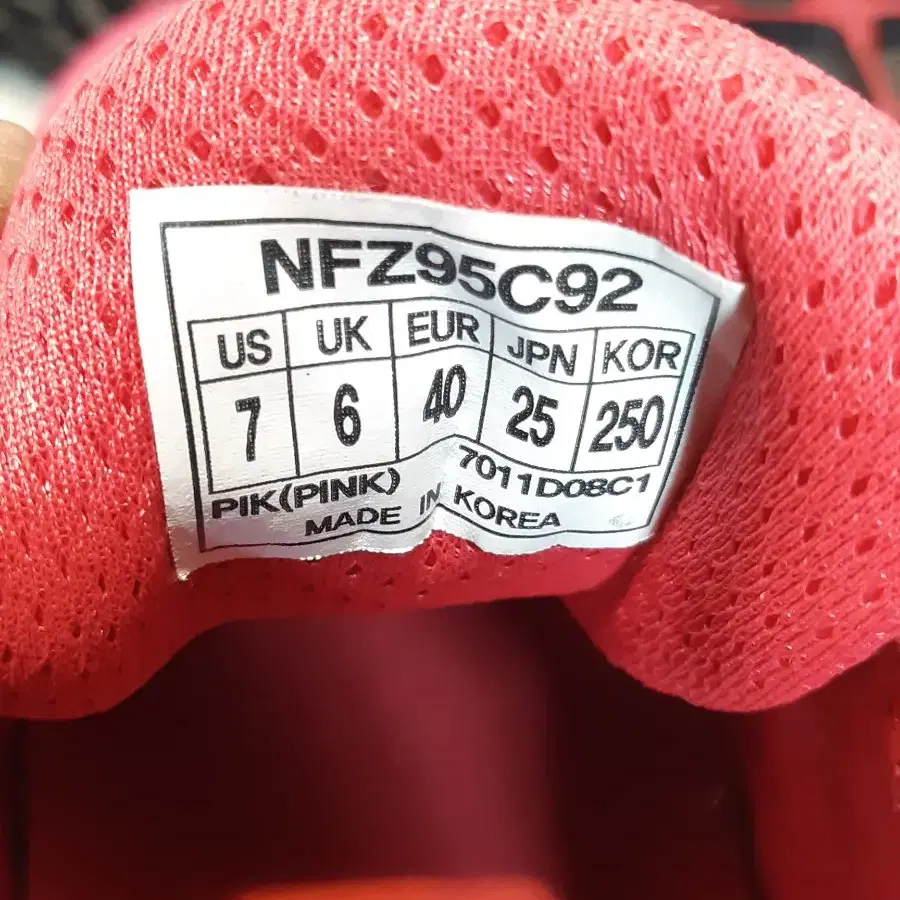 NFZ95C92
US UK EUR JPN KOR
7 6 40 25 250
PIK(PINK) 7011D08C1
MADE IN KOREA